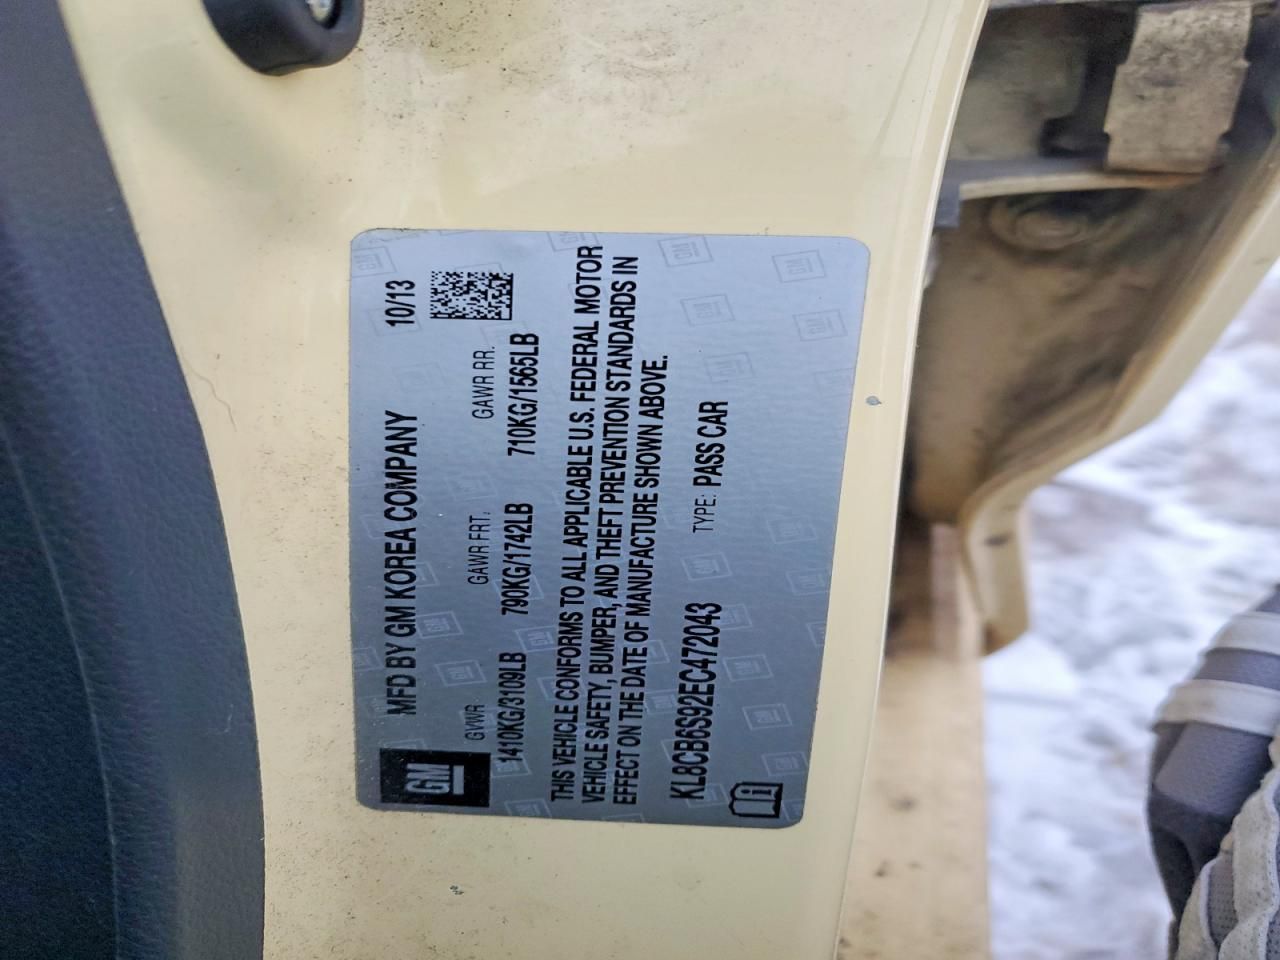 GM
MFD BY GM KOREA COMPANY 10/13
GVWR GAWR FRT. GAWR RR.
1410KG/3109LB 790KG/1742LB 710KG/1565LB
THIS VEHICLE CONFORMS TO ALL APPLICABLE U.S. FEDERAL MOTOR
VEHICLE SAFETY, BUMPER, AND THEFT PREVENTION STANDARDS IN
EFFECT ON THE DATE OF MANUFACTURE SHOWN ABOVE.
KL8CB6S92EC472043 TYPE: PASS CAR